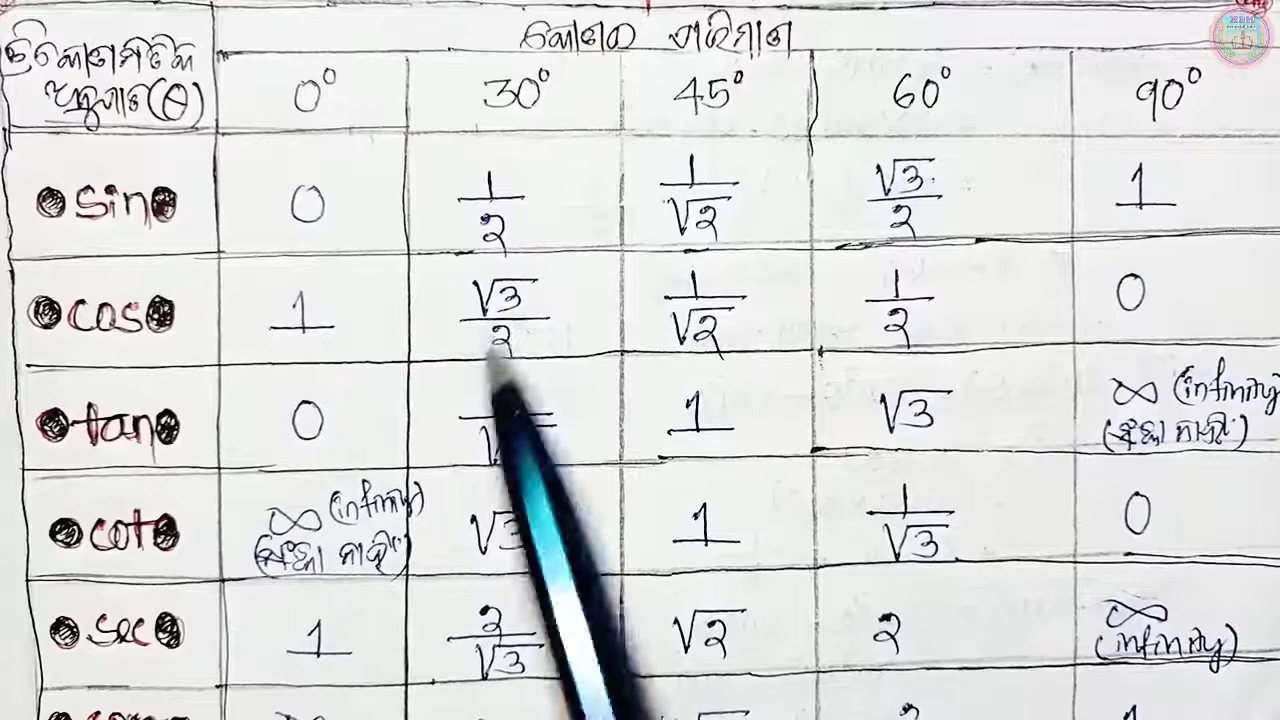 କୋଣର ପରିମାଣ
ତ୍ରିକୋଣମିତିକ
ଅନୁପାତ(θ) 0° 30° 45° 60° 90°
sin 0 1/2 1/√2 √3/2 1
cos 1 √3/2 1/√2 1/2 0
tan 0 1 √3 ∞ (infinity)
(ସଂଜ୍ଞା ନାହିଁ)
cot ∞ (infinity) √3 1 1/√3 0
(ସଂଜ୍ଞା ନାହିଁ)
sec 1 2/√3 √2 2 ∞
(infinity)